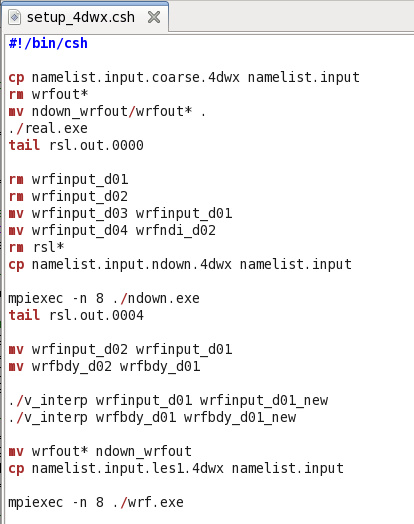 setup_4dwx.csh
#!/bin/csh
cp namelist.input.coarse.4dwx namelist.input
rm wrfout*
mv ndown_wrfout/wrfout* .
./real.exe
tail rsl.out.0000
rm wrfinput_d01
rm wrfinput_d02
mv wrfinput_d03 wrfinput_d01
mv wrfinput_d04 wrfndi_d02
rm rsl*
cp namelist.input.ndown.4dwx namelist.input
mpiexec -n 8 ./ndown.exe
tail rsl.out.0004
mv wrfinput_d02 wrfinput_d01
mv wrfbdy_d02 wrfbdy_d01
./v_interp wrfinput_d01 wrfinput_d01_new
./v_interp wrfbdy_d01 wrfbdy_d01_new
mv wrfout* ndown_wrfout
cp namelist.input.les1.4dwx namelist.input
mpiexec -n 8 ./wrf.exe